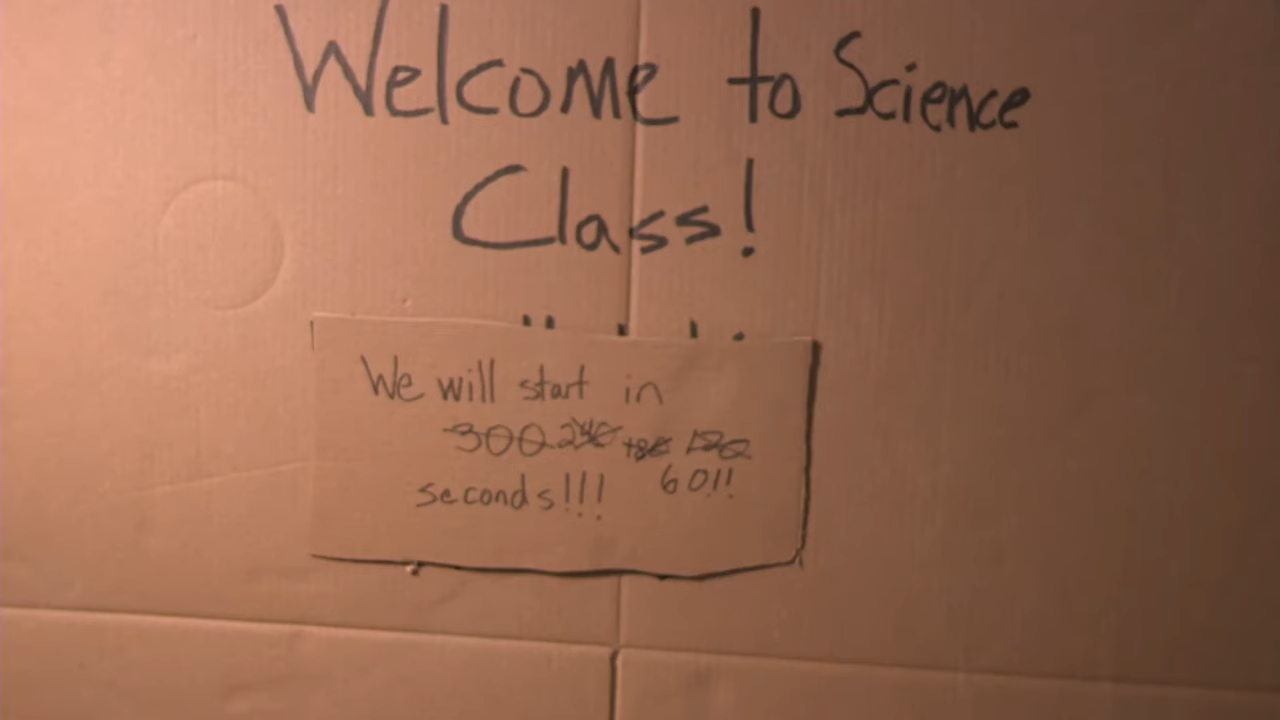 Welcome to Science
Class!
We will start in
300 240 180 120
seconds!!! 60!!